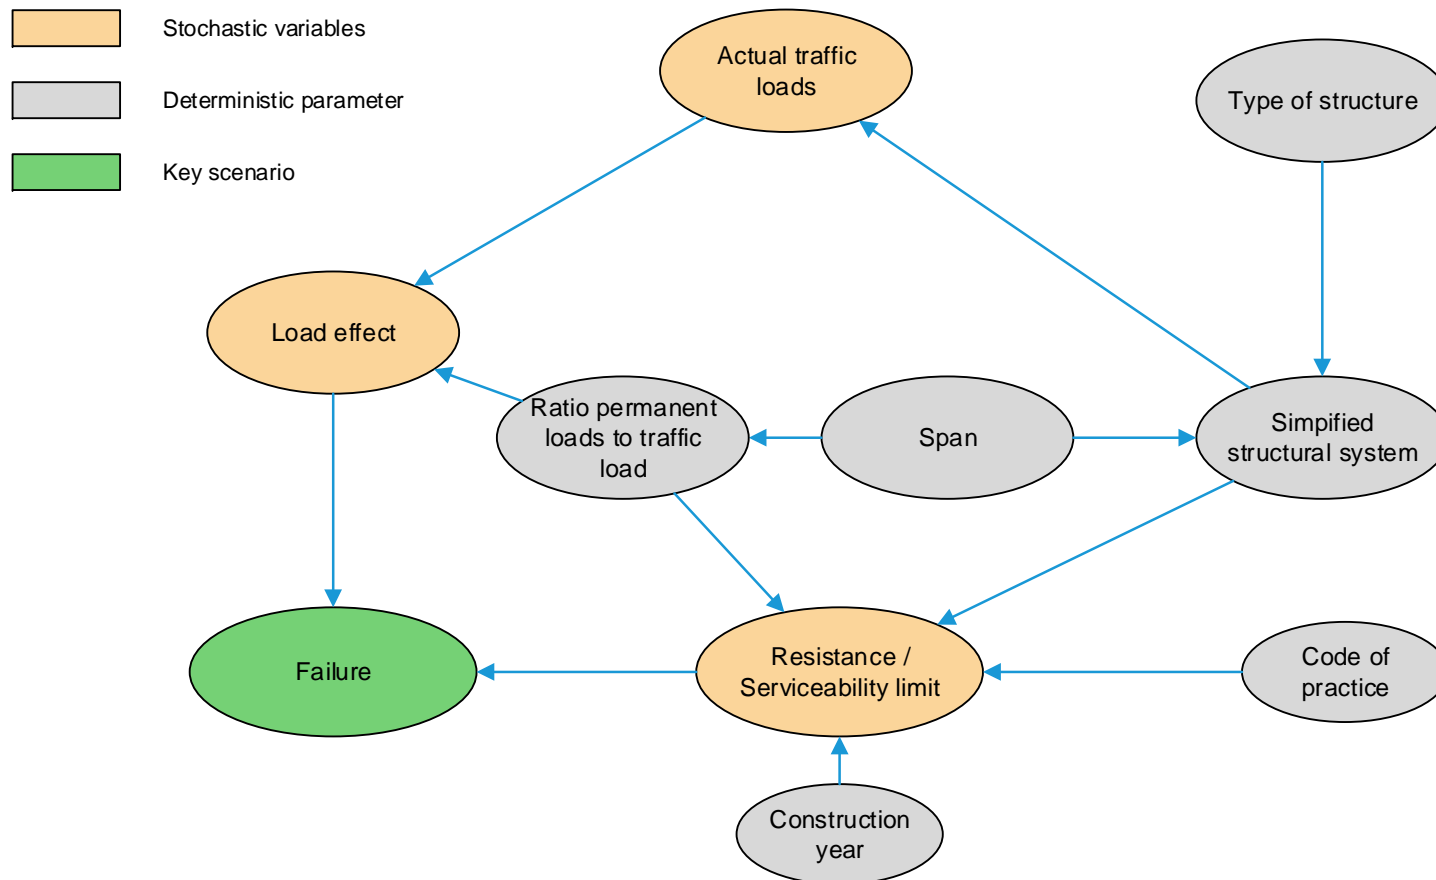 Stochastic variables
Deterministic parameter
Key scenario
Actual traffic
loads
Type of structure
Load effect
Ratio permanent
loads to traffic
load
Span
Simpified
structural system
Failure
Resistance /
Serviceability limit
Code of
practice
Construction
year